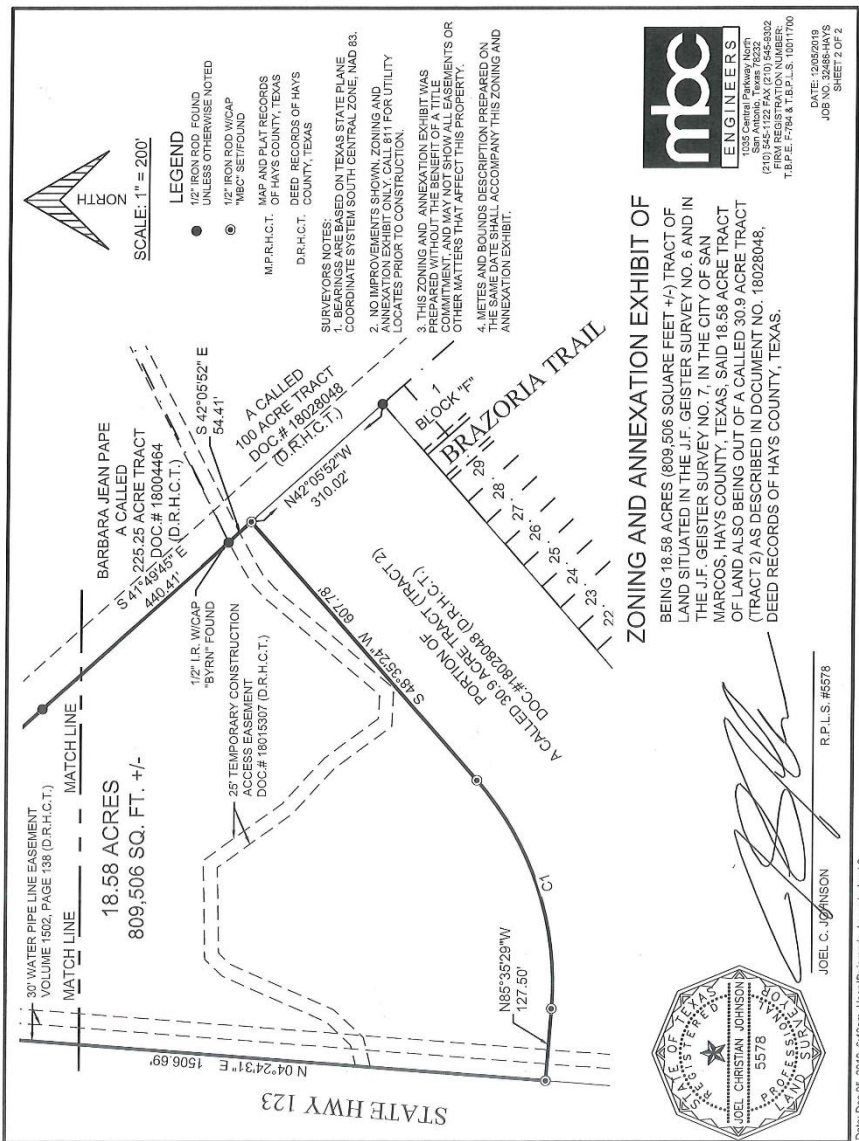 NORTH
SCALE: 1" = 200'
LEGEND
1/2" IRON ROD FOUND
UNLESS OTHERWISE NOTED
1/2" IRON ROD W/CAP
"MBC" SET/FOUND
M.P.R.H.C.T. MAP AND PLAT RECORDS
OF HAYS COUNTY, TEXAS
D.R.H.C.T. DEED RECORDS OF HAYS
COUNTY, TEXAS
SURVEYORS NOTES:
1. BEARINGS ARE BASED ON TEXAS STATE PLANE
COORDINATE SYSTEM SOUTH CENTRAL ZONE, NAD 83.
2. NO IMPROVEMENTS SHOWN. ZONING AND
ANNEXATION EXHIBIT ONLY. CALL 811 FOR UTILITY
LOCATES PRIOR TO CONSTRUCTION.
3. THIS ZONING AND ANNEXATION EXHIBIT WAS
PREPARED WITHOUT THE BENEFIT OF A TITLE
COMMITMENT, AND MAY NOT SHOW ALL EASEMENTS OR
OTHER MATTERS THAT AFFECT THIS PROPERTY.
4. METES AND BOUNDS DESCRIPTION PREPARED ON
THE SAME DATE SHALL ACCOMPANY THIS ZONING AND
ANNEXATION EXHIBIT.
30' WATER PIPE LINE EASEMENT
VOLUME 1502, PAGE 138 (D.R.H.C.T.)
MATCH LINE
MATCH LINE
18.58 ACRES
809,506 SQ. FT. +/-
BARBARA JEAN PAPE
A CALLED
225.25 ACRE TRACT
DOC.# 18004464
(D.R.H.C.T.)
S 41°49'45" E
440.41'
1/2" I.R. W/CAP
"BYRN" FOUND
S 42°05'52" E
54.41'
A CALLED
100 ACRE TRACT
DOC.# 18028048
(D.R.H.C.T.)
N42°05'52"W
310.02'
25' TEMPORARY CONSTRUCTION
ACCESS EASEMENT
DOC.# 18015307 (D.R.H.C.T.)
S 48°35'24" W 607.78'
PORTION OF
A CALLED 30.9 ACRE TRACT (TRACT 2)
DOC.#18028048 (D.R.H.C.T.)
STATE HWY 123
N 04°24'31" E 1506.69'
N85°35'29"W
127.50'
C1
1
BLOCK "F"
BRAZORIA TRAIL
29
28
27
26
25
24
23
22
ZONING AND ANNEXATION EXHIBIT OF
BEING 18.58 ACRES (809,506 SQUARE FEET +/-) TRACT OF
LAND SITUATED IN THE J.F. GEISTER SURVEY NO. 6 AND IN
THE J.F. GEISTER SURVEY NO. 7, IN THE CITY OF SAN
MARCOS, HAYS COUNTY, TEXAS, SAID 18.58 ACRE TRACT
OF LAND ALSO BEING OUT OF A CALLED 30.9 ACRE TRACT
(TRACT 2) AS DESCRIBED IN DOCUMENT NO. 18028048,
DEED RECORDS OF HAYS COUNTY, TEXAS.
mbc
ENGINEERS
1035 Central Parkway North
San Antonio, Texas 78232
(210) 545-1122 FAX (210) 545-9302
FIRM REGISTRATION NUMBER:
T.B.P.E. F-784 & T.B.P.L.S. 10011700
DATE: 12/05/2019
JOB NO. 32486-HAYS
SHEET 2 OF 2
STATE OF TEXAS
REGISTERED
JOEL CHRISTIAN JOHNSON
5578
PROFESSIONAL
LAND SURVEYOR
JOEL C. JOHNSON R.P.L.S. #5578